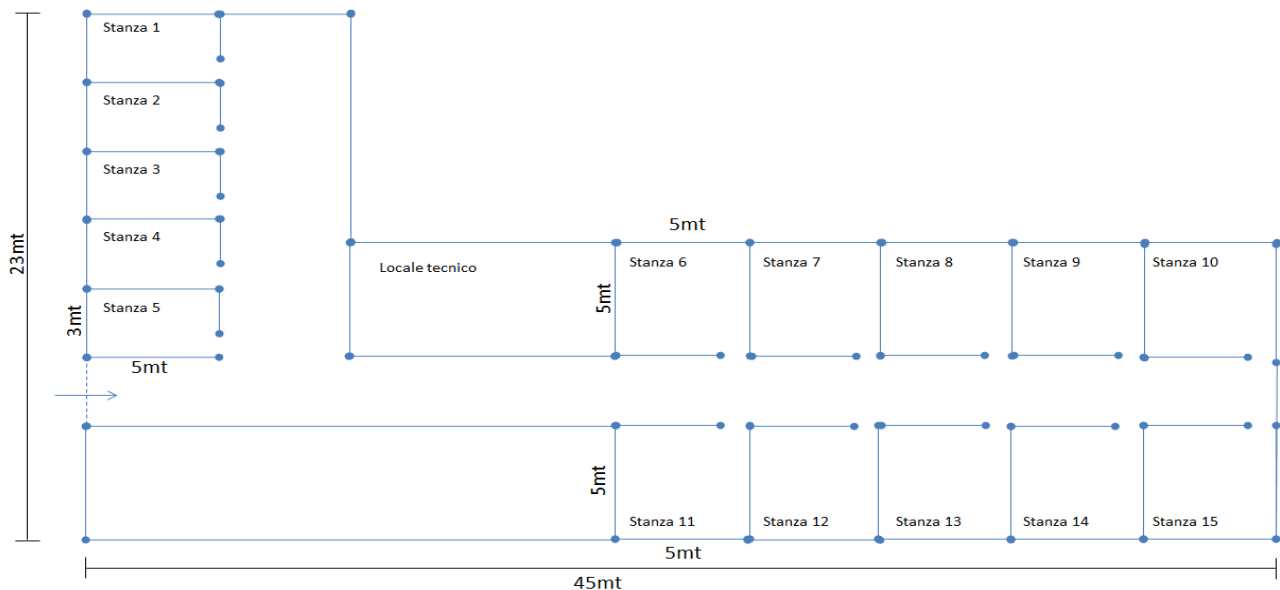 Stanza 1
Stanza 2
Stanza 3
Stanza 4
Stanza 5
23mt
3mt
5mt
5mt
Locale tecnico
5mt
Stanza 6
Stanza 7
Stanza 8
Stanza 9
Stanza 10
5mt
Stanza 11
Stanza 12
Stanza 13
Stanza 14
Stanza 15
5mt
45mt